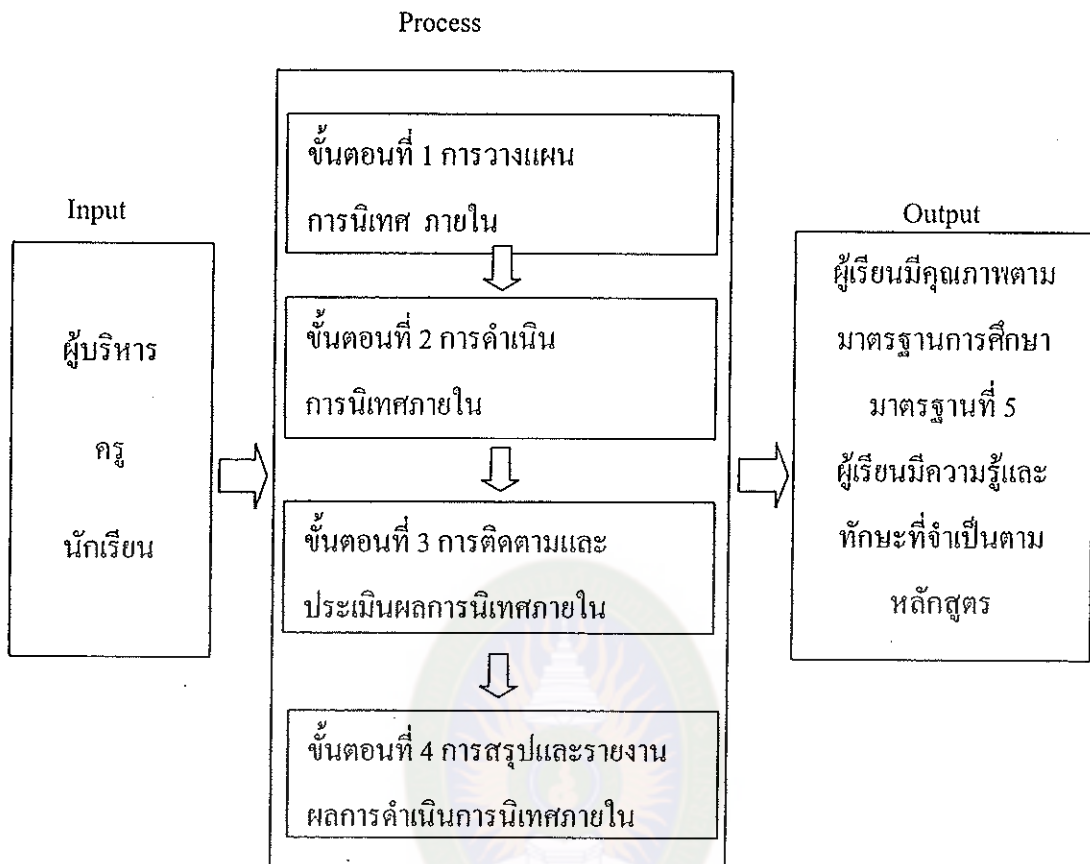 Process
Input
ผู้บริหาร
ครู
นักเรียน
ขั้นตอนที่ 1 การวางแผน
การนิเทศ ภายใน
ขั้นตอนที่ 2 การดำเนิน
การนิเทศภายใน
ขั้นตอนที่ 3 การติดตามและ
ประเมินผลการนิเทศภายใน
ขั้นตอนที่ 4 การสรุปและรายงาน
ผลการดำเนินการนิเทศภายใน
Output
ผู้เรียนมีคุณภาพตาม
มาตรฐานการศึกษา
มาตรฐานที่ 5
ผู้เรียนมีความรู้และ
ทักษะที่จำเป็นตาม
หลักสูตร